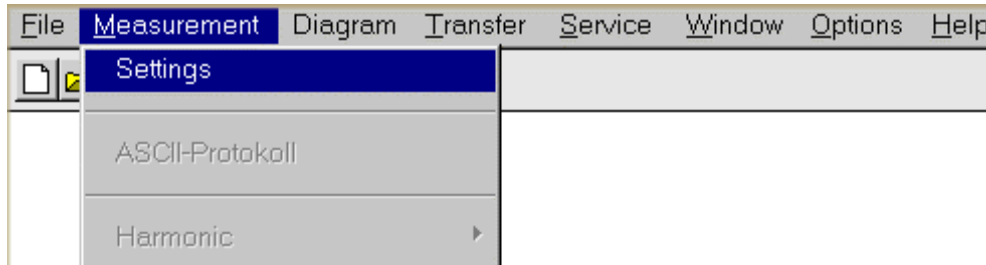 File Measurement Diagram Transfer Service Window Options Help
Settings
ASCII-Protokoll
Harmonic